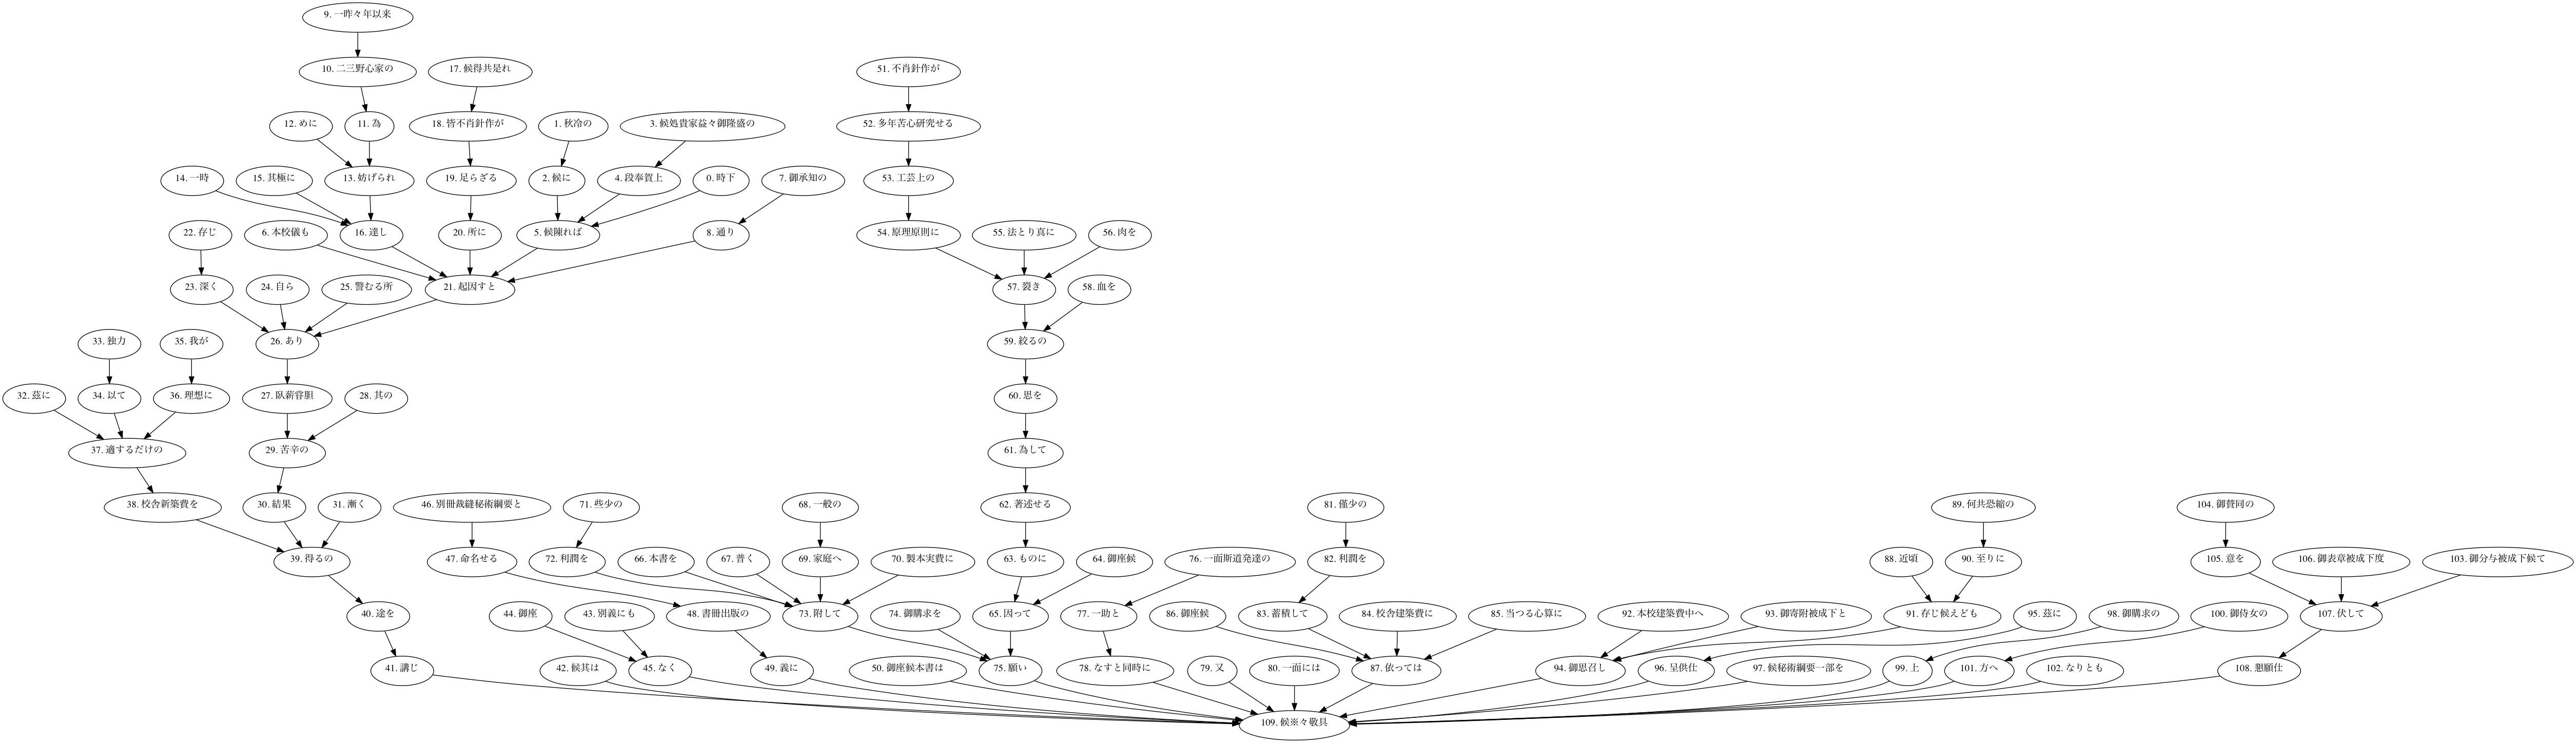 9. 一昨々年以来
10. 二三野心家の
17. 候得共是れ
51. 不肖針作が
12. めに
11. 為
18. 皆不肖針作が
1. 秋冷の
3. 候処貴家益々御隆盛の
52. 多年苦心研究せる
14. 一時
15. 其極に
13. 妨げられ
19. 足らざる
2. 候に
4. 段奉賀上
0. 時下
7. 御承知の
53. 工芸上の
22. 存じ
6. 本校儀も
16. 達し
20. 所に
5. 候陳れば
8. 通り
54. 原理原則に
55. 法とり真に
56. 肉を
23. 深く
24. 自ら
25. 警むる所
21. 起因すと
57. 裂き
58. 血を
33. 独力
35. 我が
26. あり
59. 絞るの
32. 茲に
34. 以て
36. 理想に
27. 臥薪甞胆
28. 其の
60. 思を
37. 適するだけの
29. 苦辛の
61. 為して
38. 校舎新築費を
30. 結果
31. 漸く
46. 別冊裁縫秘術綱要と
71. 些少の
68. 一般の
62. 著述せる
81. 僅少の
89. 何共恐縮の
104. 御賛同の
39. 得るの
47. 命名せる
72. 利潤を
66. 本書を
67. 普く
69. 家庭へ
70. 製本実費に
63. ものに
64. 御座候
76. 一面斯道発達の
82. 利潤を
88. 近頃
90. 至りに
105. 意を
106. 御表章被成下度
103. 御分与被成下候て
40. 途を
44. 御座
43. 別義にも
48. 書冊出版の
73. 附して
74. 御購求を
65. 因って
77. 一助と
86. 御座候
83. 蓄積して
84. 校舎建築費に
85. 当つる心算に
92. 本校建築費中へ
93. 御寄附被成下と
91. 存じ候えども
95. 茲に
98. 御購求の
100. 御侍女の
107. 伏して
41. 講じ
42. 候其は
45. なく
49. 義に
50. 御座候本書は
75. 願い
78. なすと同時に
79. 又
80. 一面には
87. 依っては
94. 御思召し
96. 呈供仕
97. 候秘術綱要一部を
99. 上
101. 方へ
102. なりとも
108. 懇願仕
109. 候※々敬具